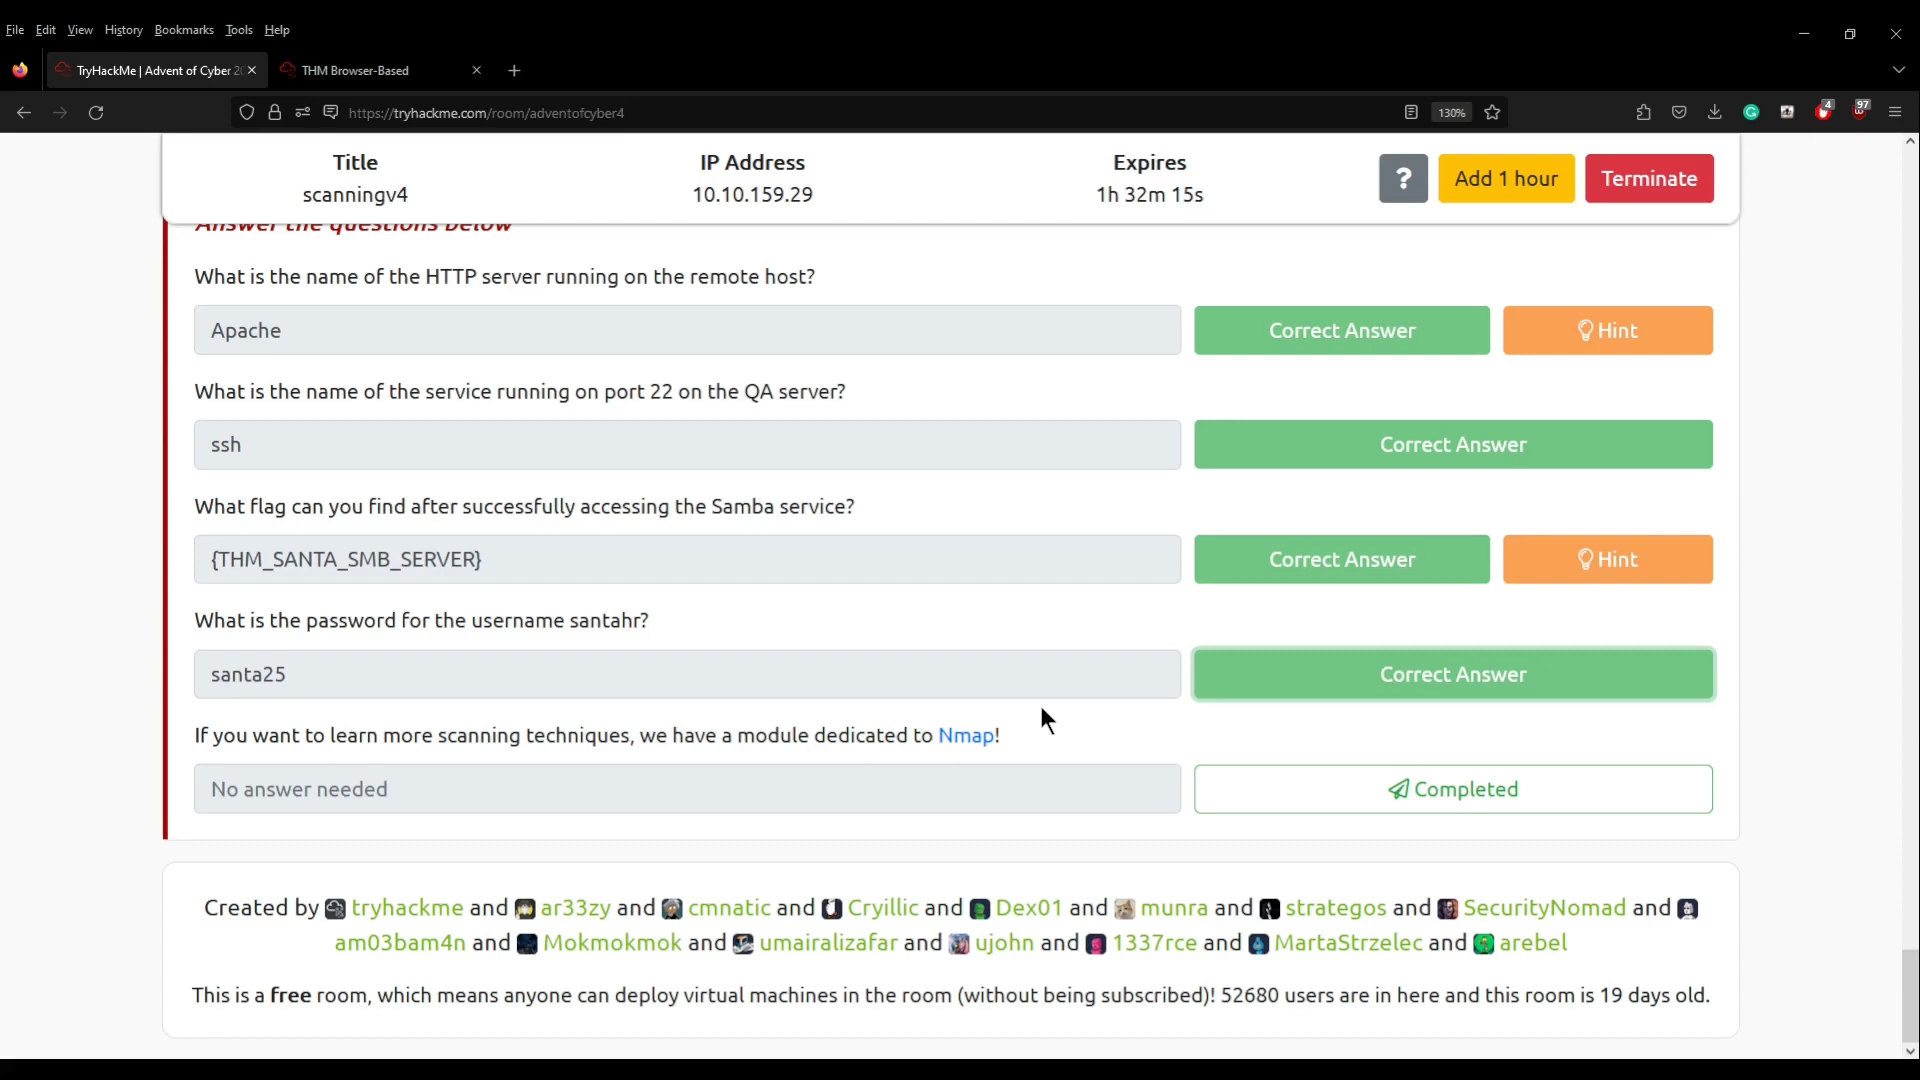 File Edit View History Bookmarks Tools Help
TryHackMe | Advent of Cyber 20
THM Browser-Based
https://tryhackme.com/room/adventofcyber4
130%
4
97
Title
scanningv4
IP Address
10.10.159.29
Expires
1h 32m 15s
?
Add 1 hour
Terminate
Answer the questions below
What is the name of the HTTP server running on the remote host?
Apache
Correct Answer
Hint
What is the name of the service running on port 22 on the QA server?
ssh
Correct Answer
What flag can you find after successfully accessing the Samba service?
{THM_SANTA_SMB_SERVER}
Correct Answer
Hint
What is the password for the username santahr?
santa25
Correct Answer
If you want to learn more scanning techniques, we have a module dedicated to Nmap!
No answer needed
Completed
Created by tryhackme and ar33zy and cmnatic and Cryillic and Dex01 and munra and strategos and SecurityNomad and
am03bam4n and Mokmokmok and umairalizafar and ujohn and 1337rce and MartaStrzelec and arebel
This is a free room, which means anyone can deploy virtual machines in the room (without being subscribed)! 52680 users are in here and this room is 19 days old.